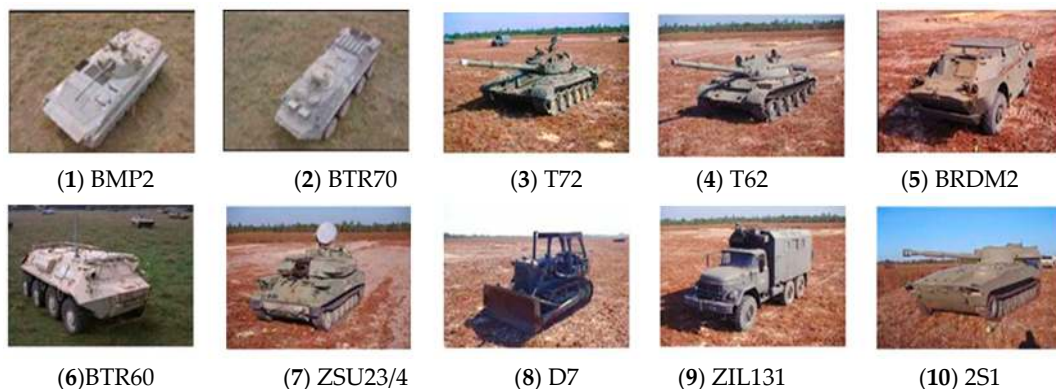 (1) BMP2 (2) BTR70 (3) T72 (4) T62 (5) BRDM2
(6)BTR60 (7) ZSU23/4 (8) D7 (9) ZIL131 (10) 2S1